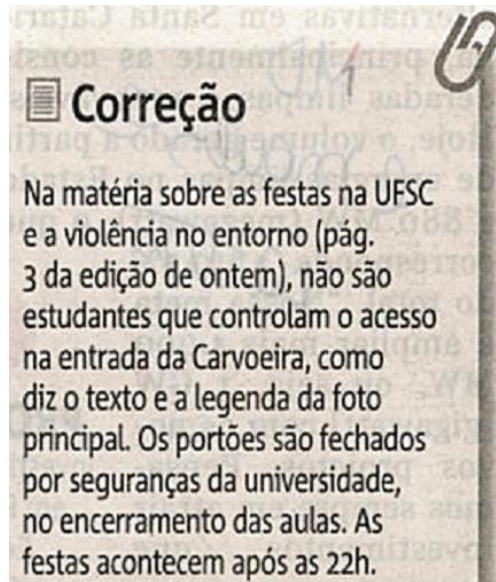 Correção
Na matéria sobre as festas na UFSC
e a violência no entorno (pág.
3 da edição de ontem), não são
estudantes que controlam o acesso
na entrada da Carvoeira, como
diz o texto e a legenda da foto
principal. Os portões são fechados
por seguranças da universidade,
no encerramento das aulas. As
festas acontecem após as 22h.